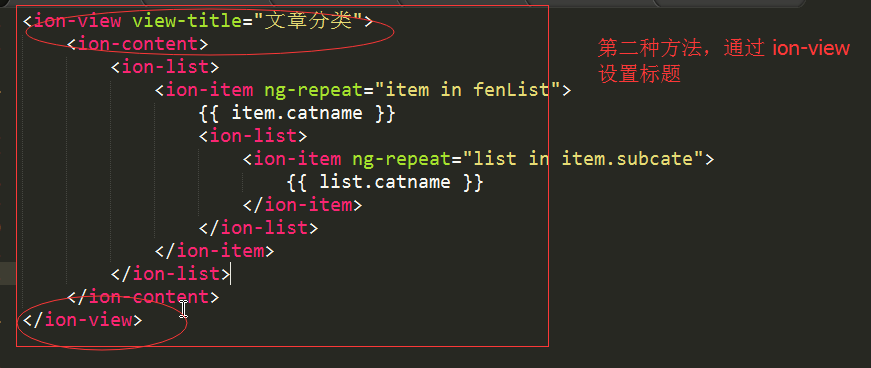 <ion-view view-title="文章分类">
<ion-content>
<ion-list>
<ion-item ng-repeat="item in fenList">
{{ item.catname }}
<ion-list>
<ion-item ng-repeat="list in item.subcate">
{{ list.catname }}
</ion-item>
</ion-list>
</ion-item>
</ion-list>
</ion-content>
</ion-view>
第二种方法，通过 ion-view
设置标题